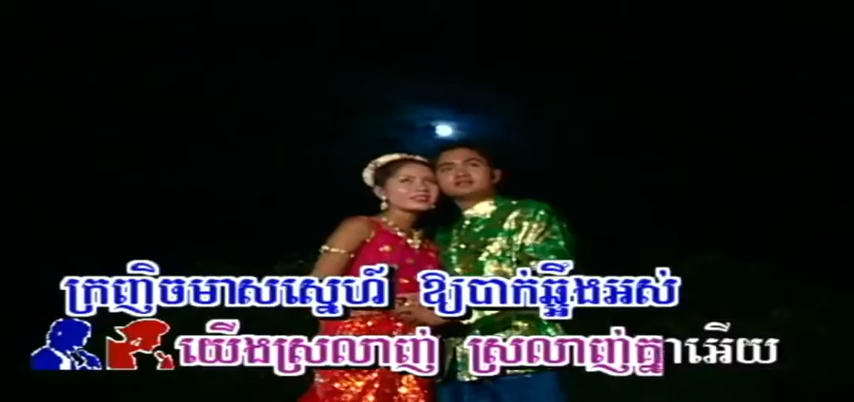 ក្រញិចមាសស្នេហ៍ ឱ្យបាក់ឆ្អឹងអស់
យើងស្រលាញ់ ស្រលាញ់គ្នាអើយ